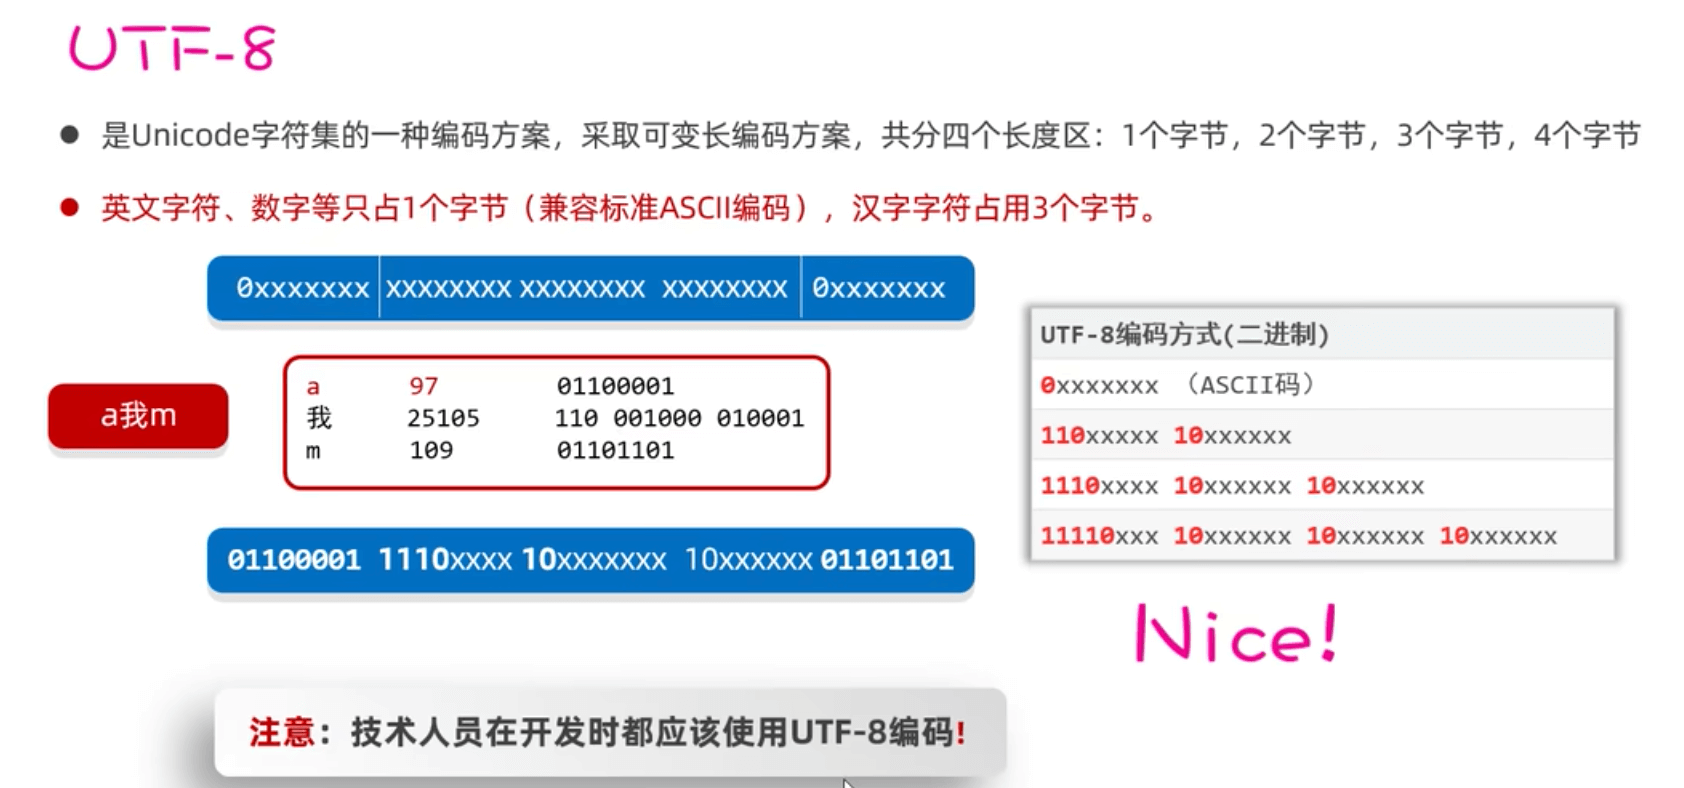 UTF-8
是Unicode字符集的一种编码方案，采取可变长编码方案，共分四个长度区：1个字节，2个字节，3个字节，4个字节
英文字符、数字等只占1个字节（兼容标准ASCII编码），汉字字符占用3个字节。
0xxxxxxx xxxxxxxx xxxxxxxx xxxxxxxx 0xxxxxxx
a我m
a 97 01100001
我 25105 110 001000 010001
m 109 01101101
01100001 1110xxxx 10xxxxxxx 10xxxxxx 01101101
UTF-8编码方式(二进制)
0xxxxxxx （ASCII码）
110xxxxx 10xxxxxx
1110xxxx 10xxxxxx 10xxxxxx
11110xxx 10xxxxxx 10xxxxxx 10xxxxxx
Nice!
注意：技术人员在开发时都应该使用UTF-8编码!